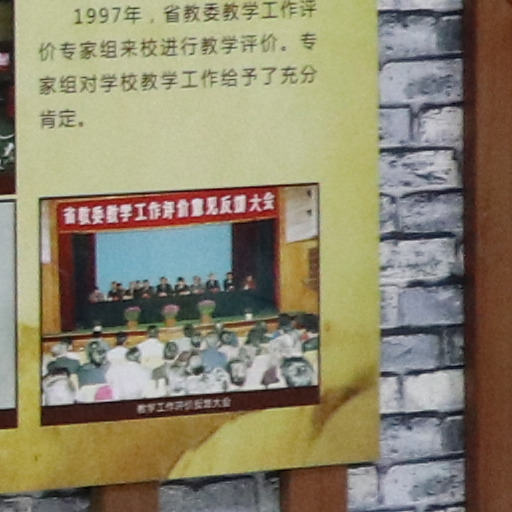 1997年，省教委教学工作评
价专家组来校进行教学评价。专
家组对学校教学工作给予了充分
肯定。
省教委教学工作评价意见反馈大会
教学工作评价反馈大会